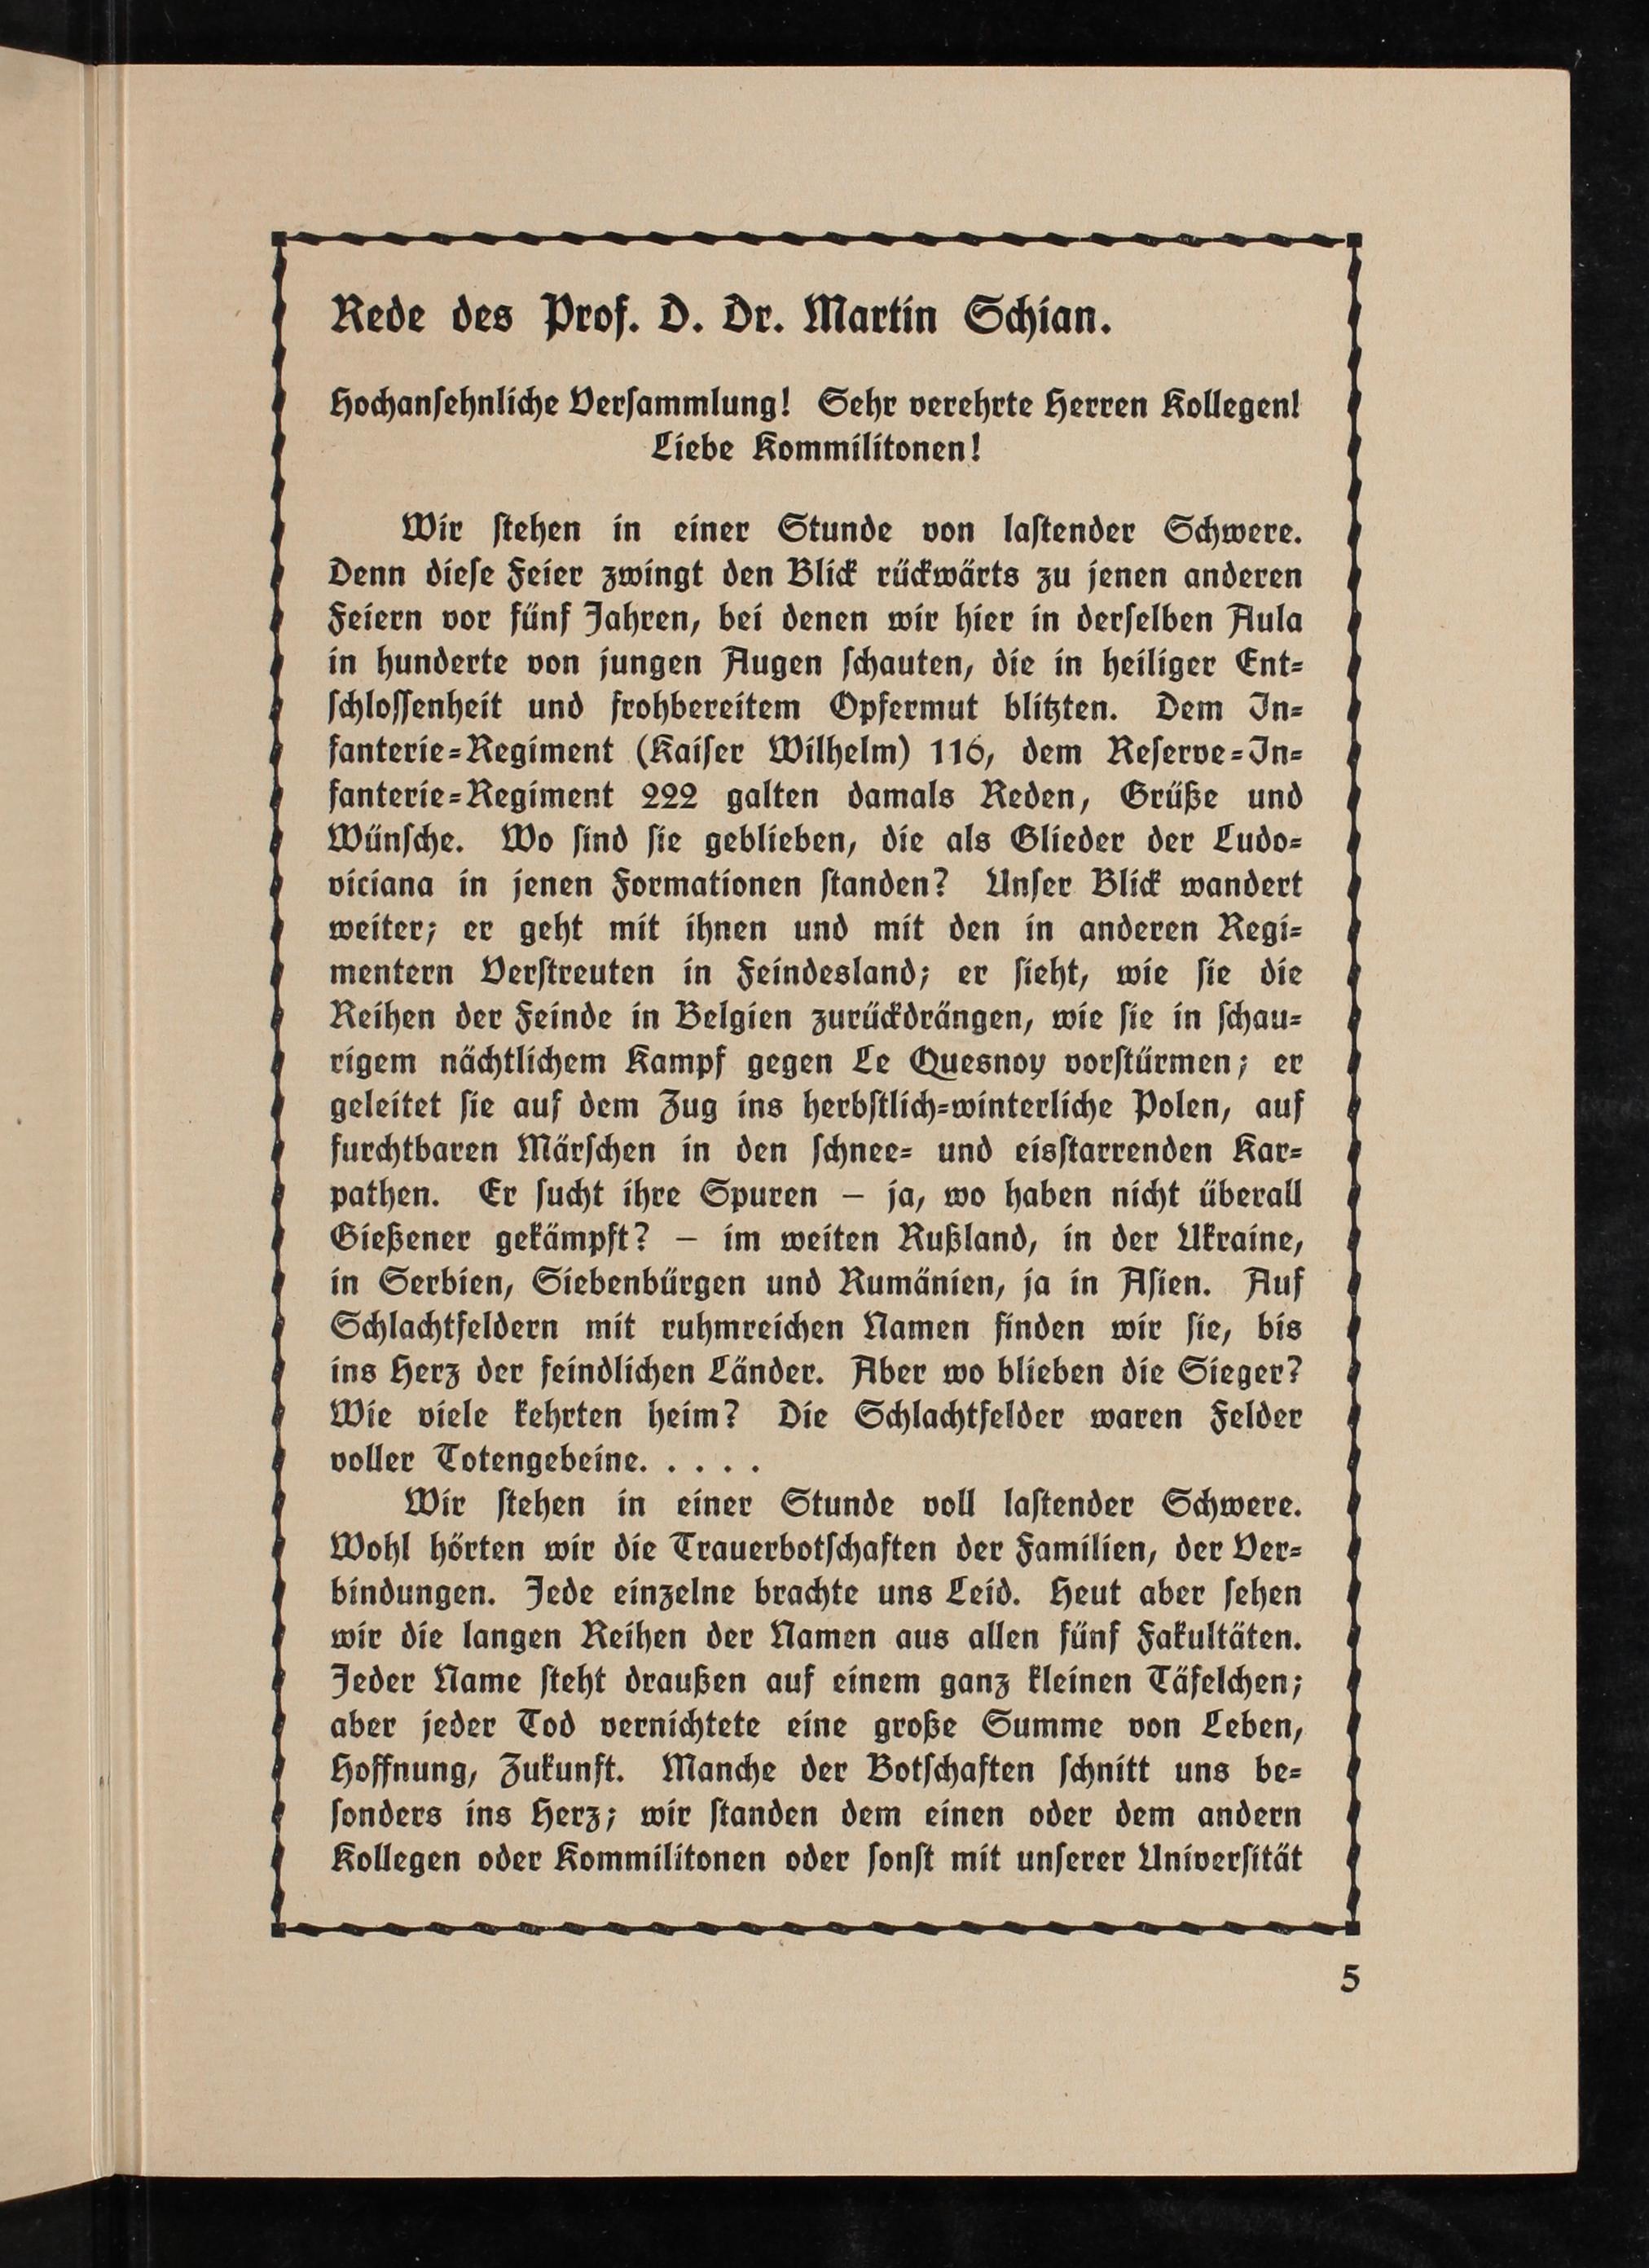 Rede des Prof. D. Dr. Martin Schian.
Hochanſehnliche Verſammlung! Sehr verehrte Herren Kollegen!
Liebe Kommilitonen!
Wir ſtehen in einer Stunde von laſtender Schwere.
Denn dieſe Feier zwingt den Blick rückwärts zu jenen anderen
Feiern vor fünf Jahren, bei denen wir hier in derſelben Aula
in hunderte von jungen Augen ſchauten, die in heiliger Ent⸗
ſchloſſenheit und frohbereitem Opfermut blitzten. Dem In⸗
fanterie⸗Regiment (Kaiſer Wilhelm) 116, dem Reſerve⸗In⸗
fanterie⸗Regiment 222 galten damals Reden, Grüße und
Wünſche. Wo ſind ſie geblieben, die als Glieder der Ludo⸗
viciana in jenen Formationen ſtanden? Unſer Blick wandert
weiter; er geht mit ihnen und mit den in anderen Regi⸗
mentern Verſtreuten in Feindesland; er ſieht, wie ſie die
Reihen der Feinde in Belgien zurückdrängen, wie ſie in ſchau⸗
rigem nächtlichem Kampf gegen Le Quesnoy vorſtürmen; er
geleitet ſie auf dem Zug ins herbſtlich⸗winterliche Polen, auf
furchtbaren Märſchen in den ſchnee⸗ und eisſtarrenden Kar⸗
pathen. Er ſucht ihre Spuren – ja, wo haben nicht überall
Gießener gekämpft? – im weiten Rußland, in der Ukraine,
in Serbien, Siebenbürgen und Rumänien, ja in Aſien. Auf
Schlachtfeldern mit ruhmreichen Namen finden wir ſie, bis
ins Herz der feindlichen Länder. Aber wo blieben die Sieger?
Wie viele kehrten heim? Die Schlachtfelder waren Felder
voller Totengebeine. . . . .
Wir ſtehen in einer Stunde voll laſtender Schwere.
Wohl hörten wir die Trauerbotſchaften der Familien, der Ver⸗
bindungen. Jede einzelne brachte uns Leid. Heut aber ſehen
wir die langen Reihen der Namen aus allen fünf Fakultäten.
Jeder Name ſteht draußen auf einem ganz kleinen Täfelchen;
aber jeder Tod vernichtete eine große Summe von Leben,
Hoffnung, Zukunft. Manche der Botſchaften ſchnitt uns be⸗
ſonders ins Herz; wir ſtanden dem einen oder dem andern
Kollegen oder Kommilitonen oder ſonſt mit unſerer Univerſität
5